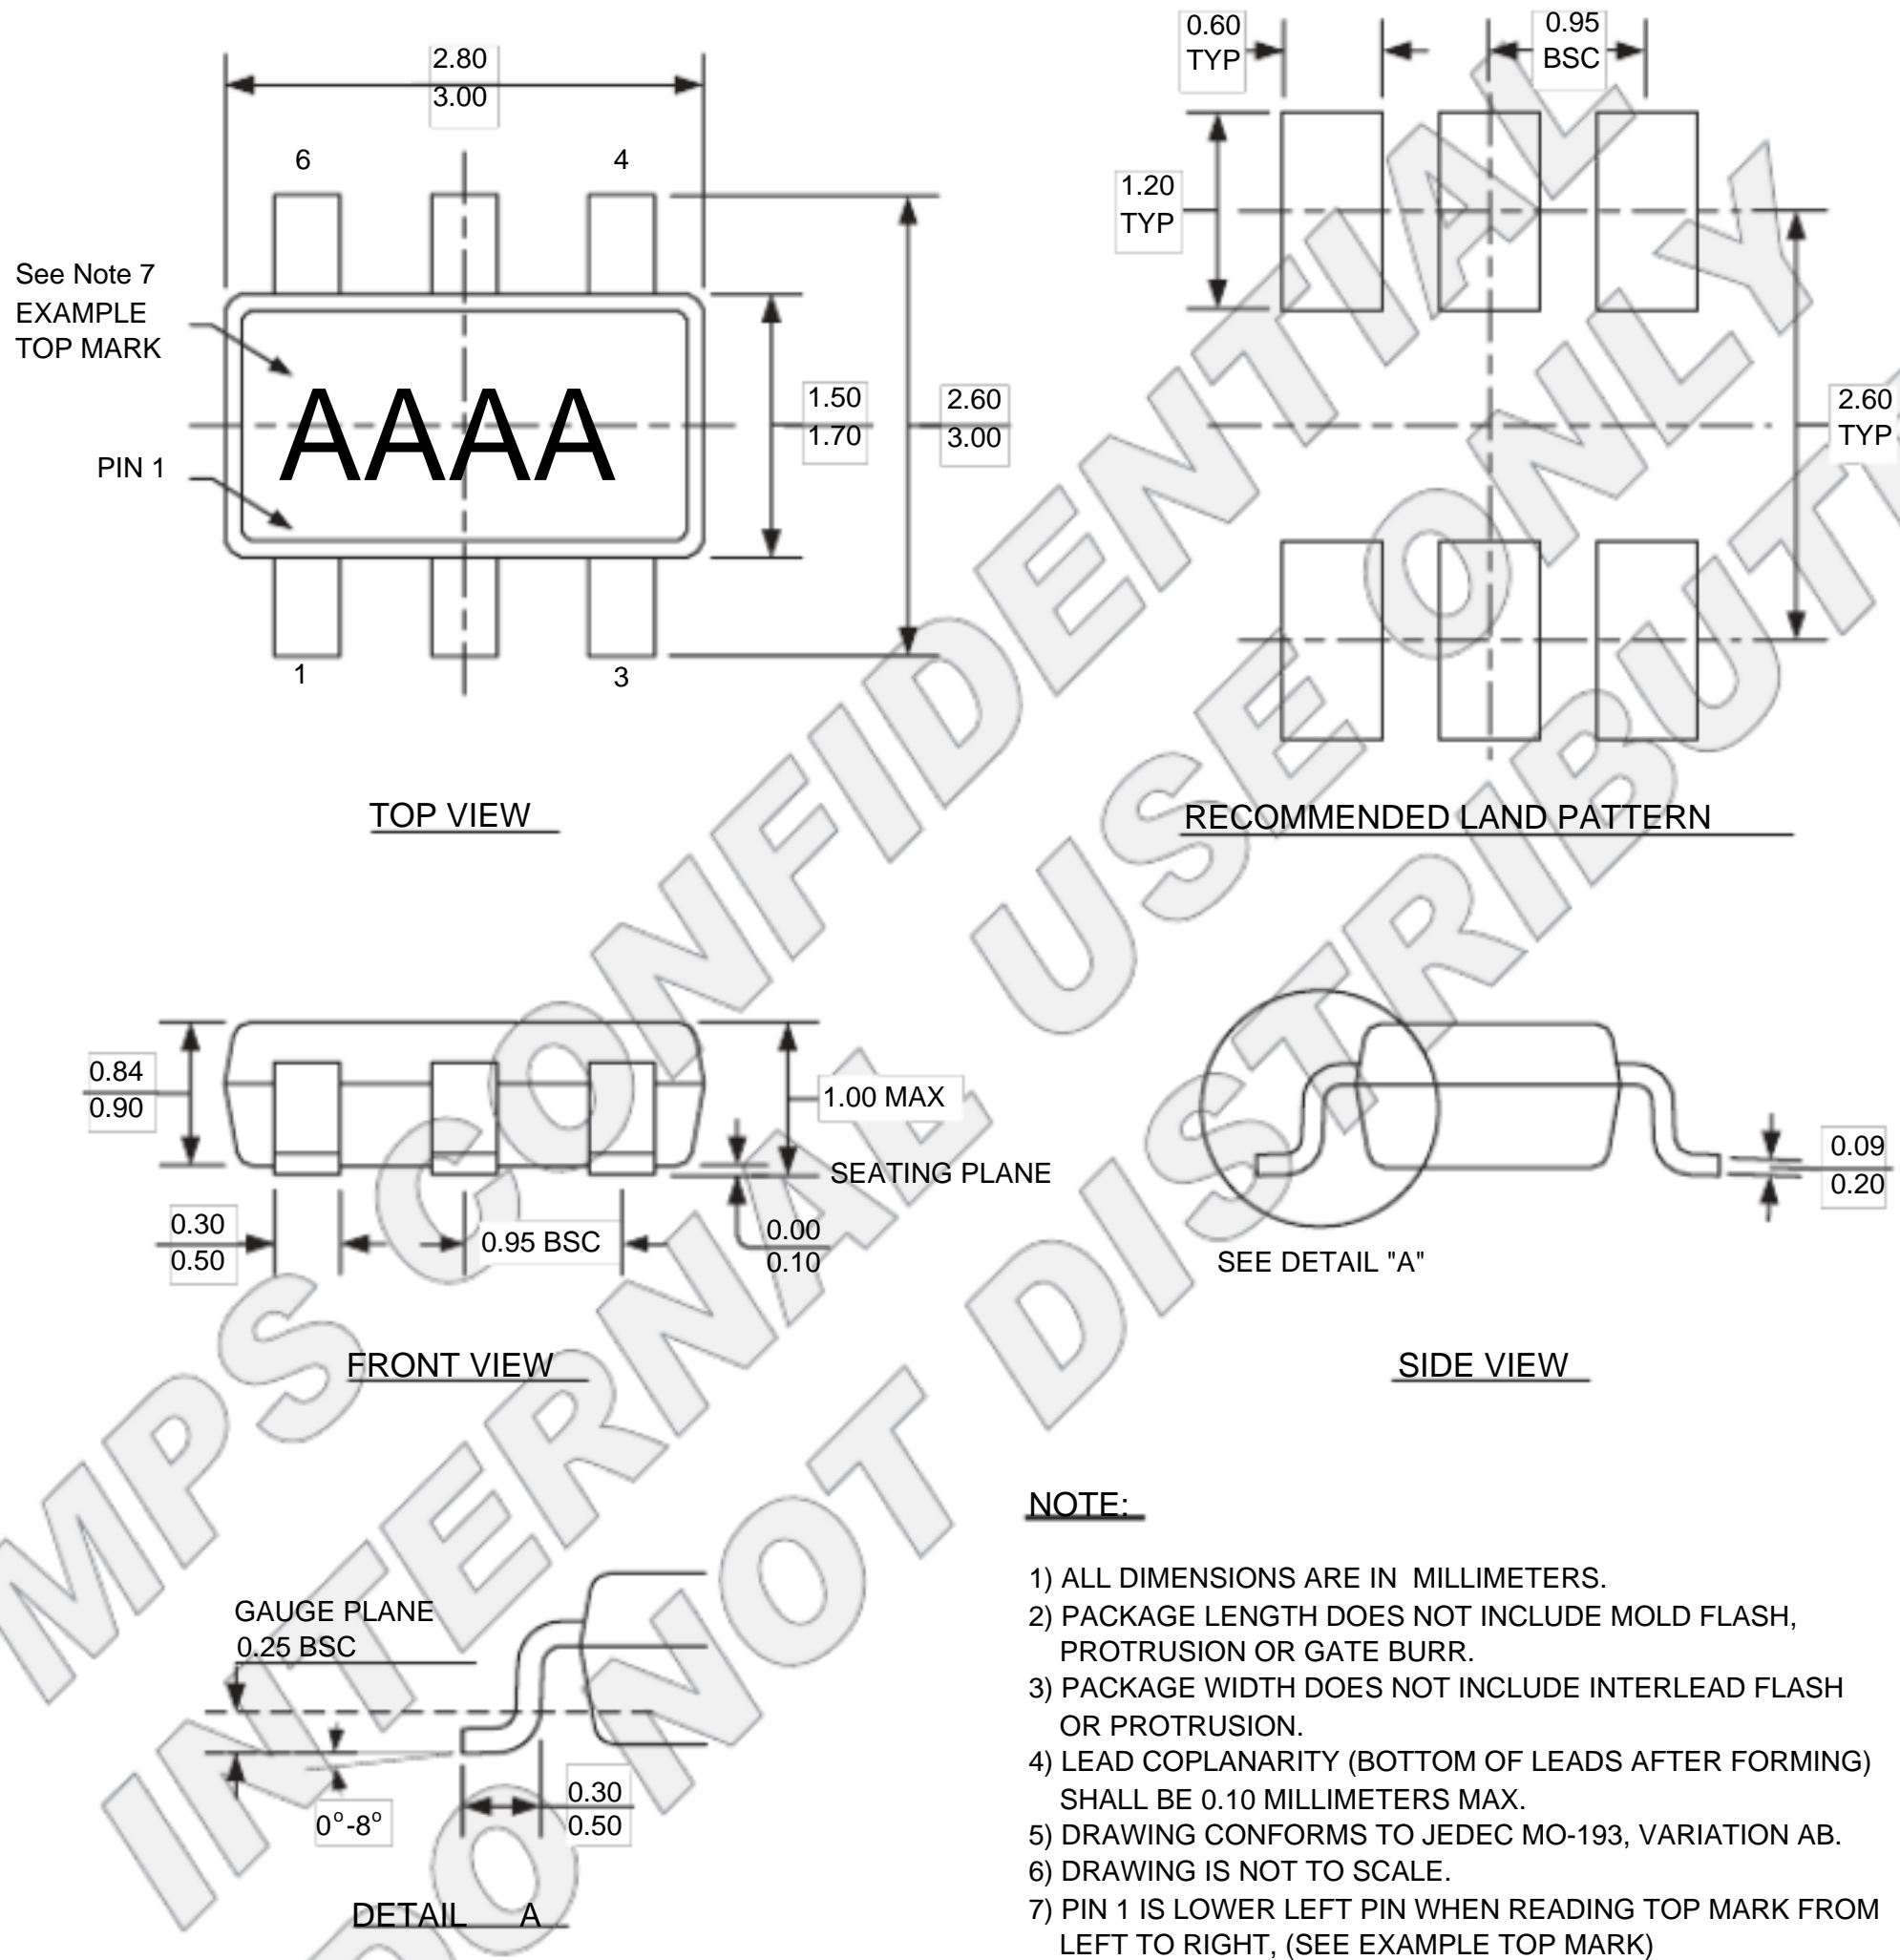 2.80
3.00
6
4
See Note 7
EXAMPLE
TOP MARK
AAAA
PIN 1
1.50
1.70
2.60
3.00
1
3
TOP VIEW
0.60
TYP
0.95
BSC
1.20
TYP
2.60
TYP
RECOMMENDED LAND PATTERN
0.84
0.90
1.00 MAX
SEATING PLANE
0.30
0.50
0.95 BSC
0.00
0.10
FRONT VIEW
0.09
0.20
SEE DETAIL "A"
SIDE VIEW
GAUGE PLANE
0.25 BSC
0°-8°
0.30
0.50
DETAIL A
NOTE:
1) ALL DIMENSIONS ARE IN MILLIMETERS.
2) PACKAGE LENGTH DOES NOT INCLUDE MOLD FLASH,
PROTRUSION OR GATE BURR.
3) PACKAGE WIDTH DOES NOT INCLUDE INTERLEAD FLASH
OR PROTRUSION.
4) LEAD COPLANARITY (BOTTOM OF LEADS AFTER FORMING)
SHALL BE 0.10 MILLIMETERS MAX.
5) DRAWING CONFORMS TO JEDEC MO-193, VARIATION AB.
6) DRAWING IS NOT TO SCALE.
7) PIN 1 IS LOWER LEFT PIN WHEN READING TOP MARK FROM
LEFT TO RIGHT, (SEE EXAMPLE TOP MARK)
MPS CONFIDENTIAL
INTERNAL USE ONLY
DO NOT DISTRIBUT